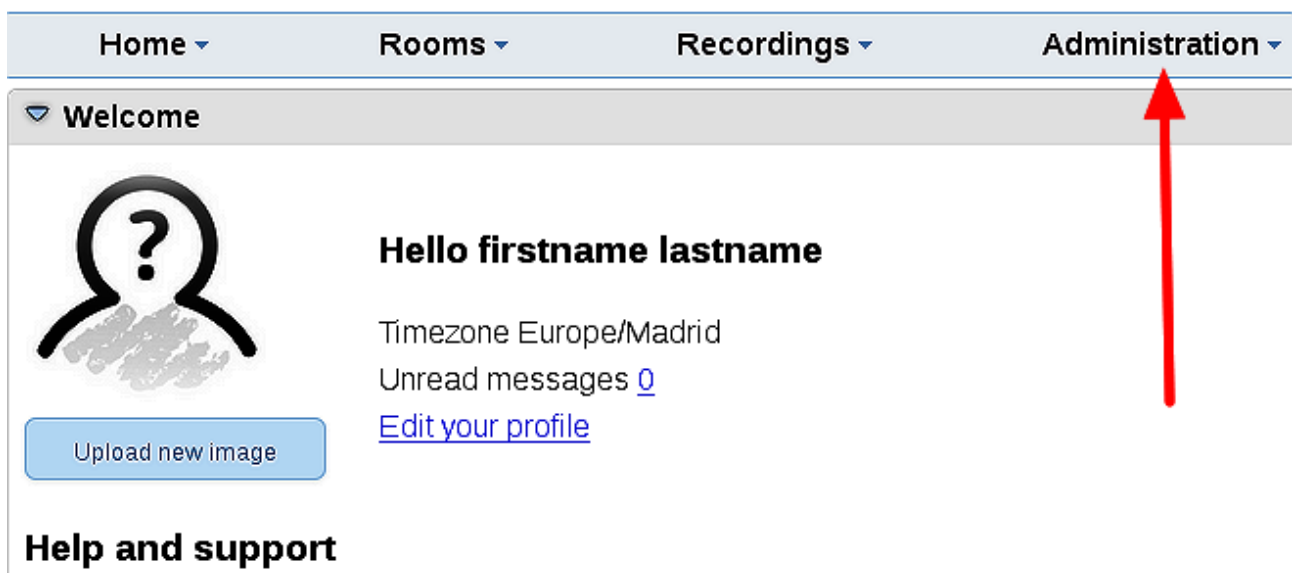 Home Rooms Recordings Administration
Welcome
?
Hello firstname lastname
Timezone Europe/Madrid
Unread messages 0
Edit your profile
Upload new image
Help and support